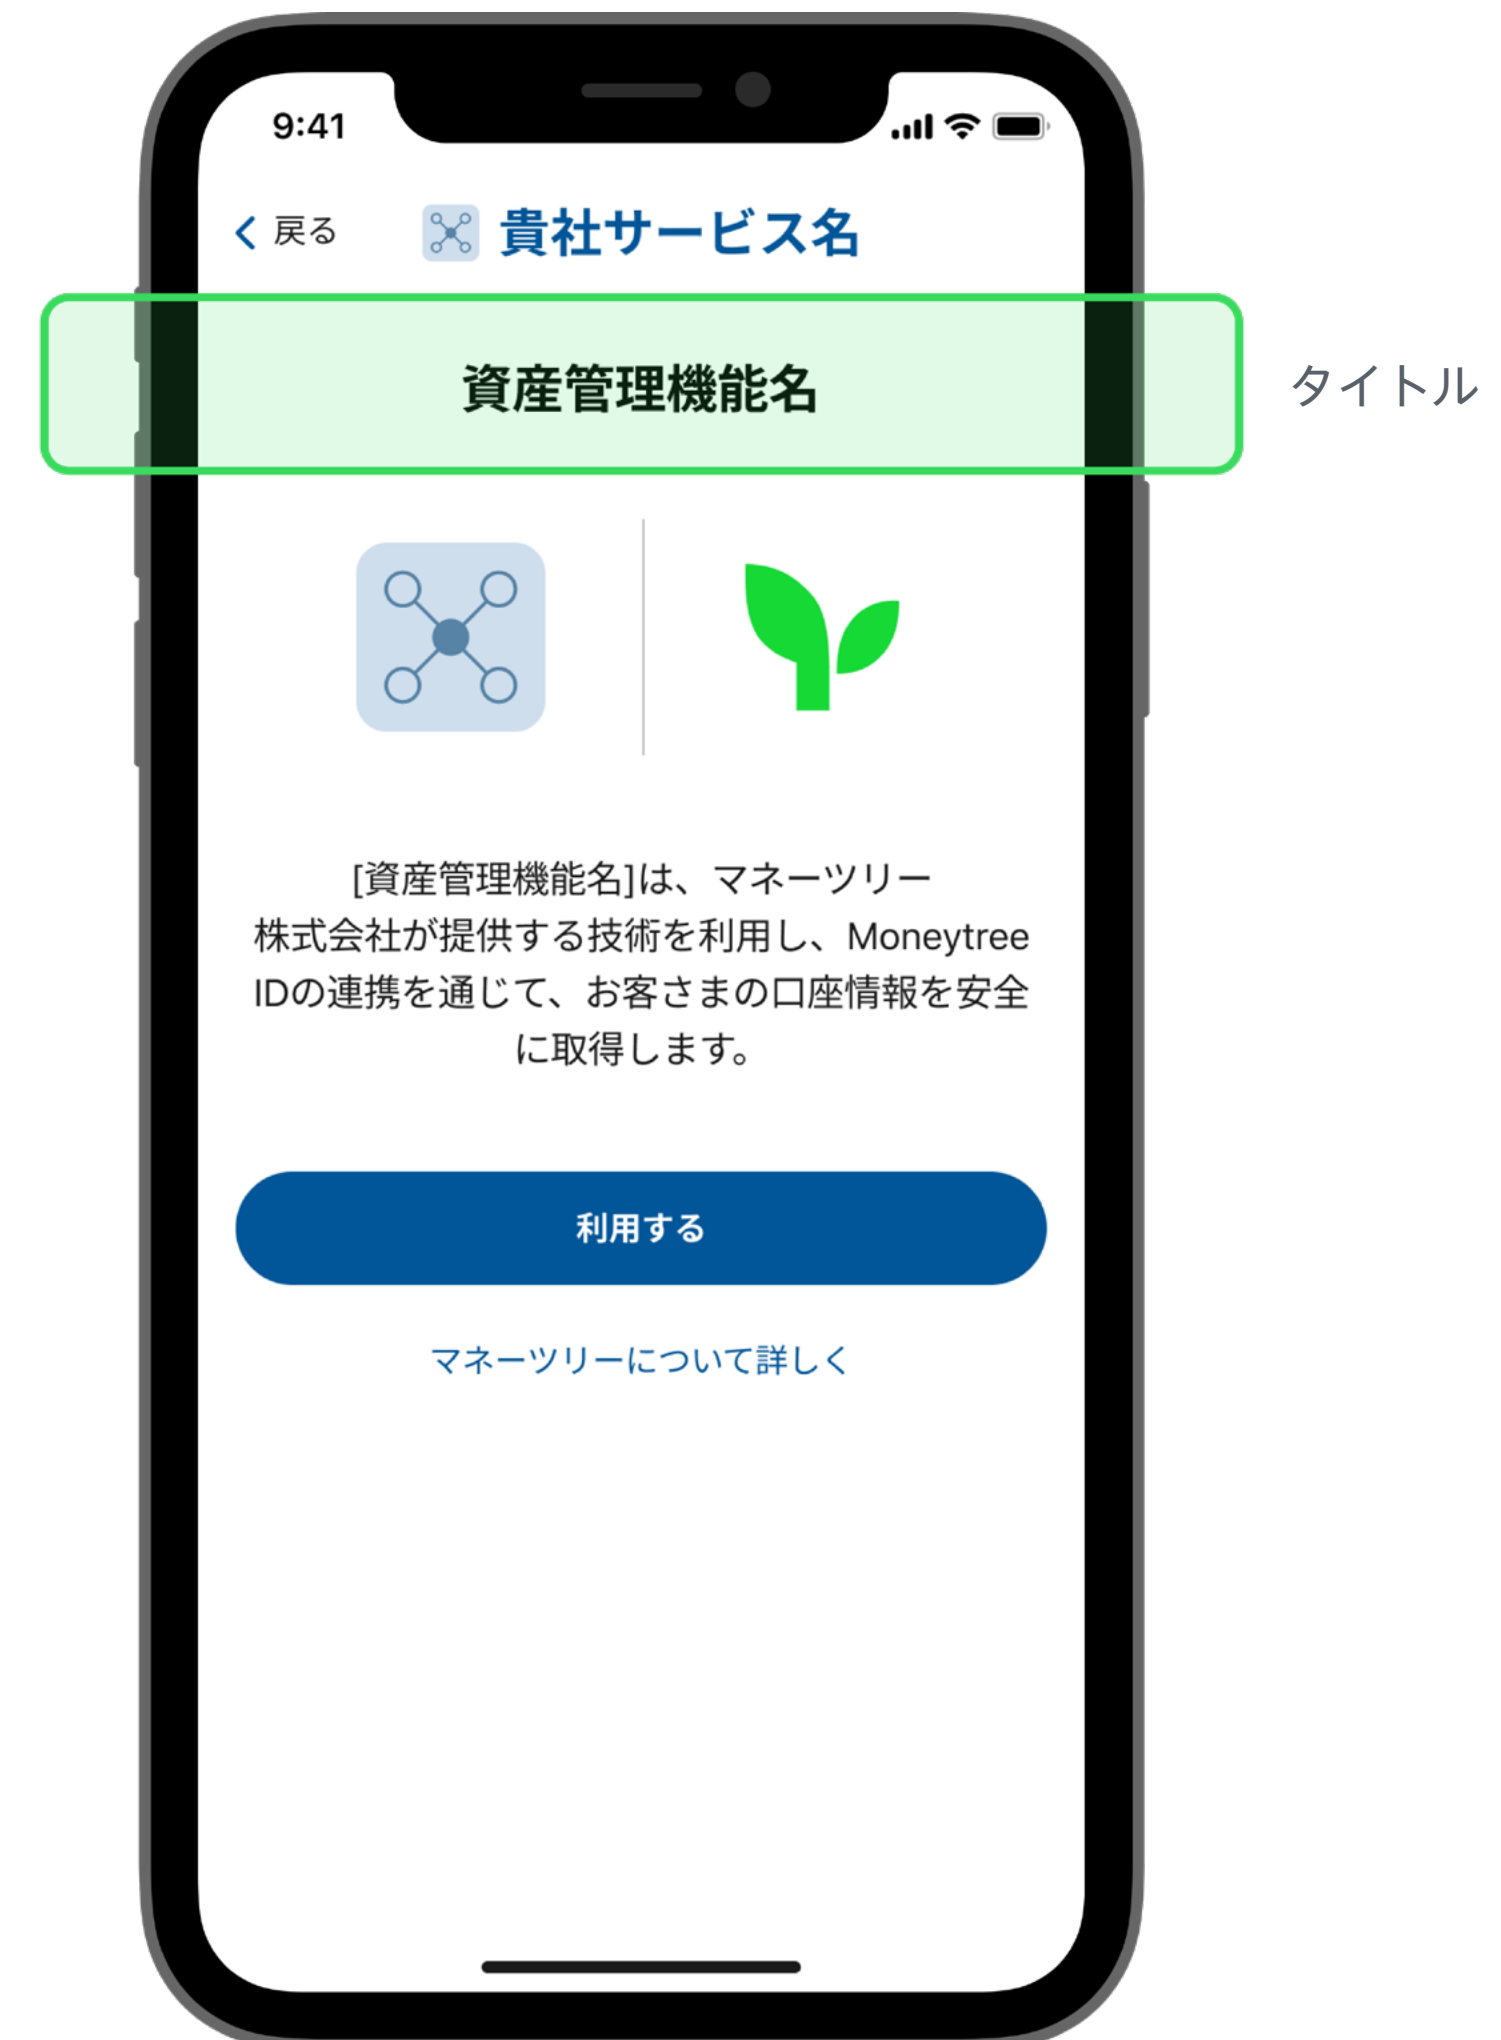 9:41
戻る
貴社サービス名
資産管理機能名
タイトル
[資産管理機能名]は、マネーツリー
株式会社が提供する技術を利用し、Moneytree
IDの連携を通じて、お客さまの口座情報を安全
に取得します。
利用する
マネーツリーについて詳しく